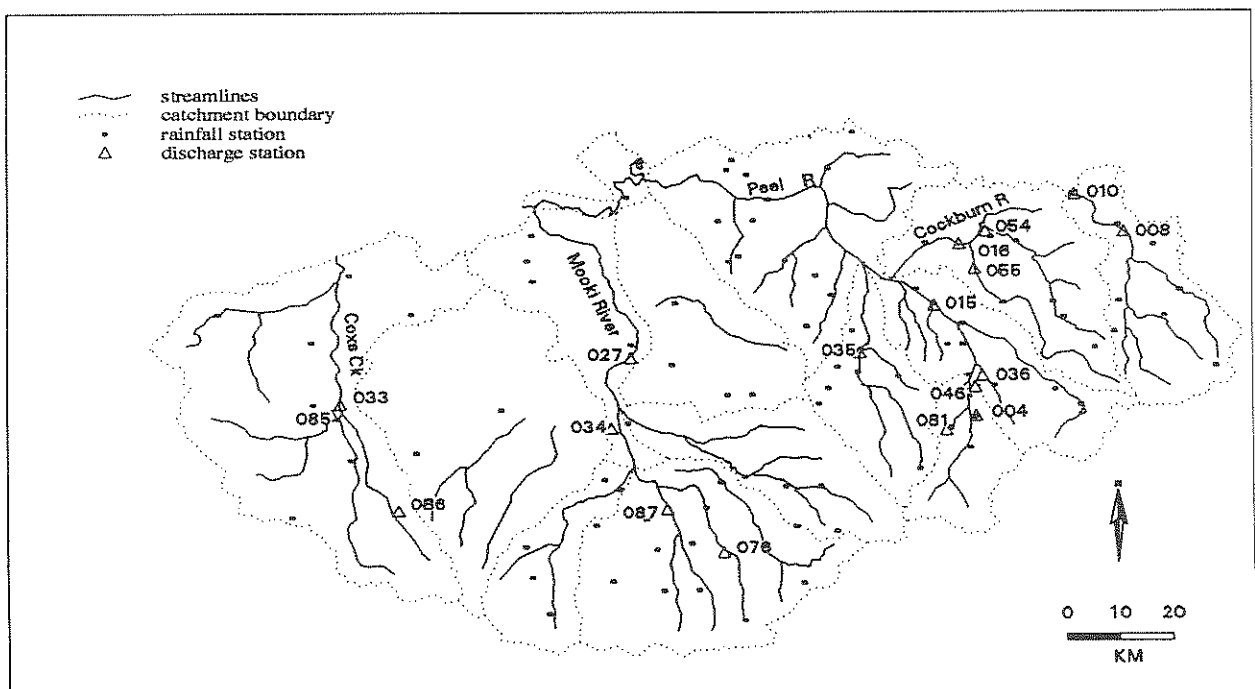 streamlines
catchment boundary
rainfall station
discharge station
Peel R
Cockburn R
Mooki River
Coxs Ck
010
008
054
016
055
015
035
036
046
004
081
027
034
033
085
086
087
076
0 10 20
KM